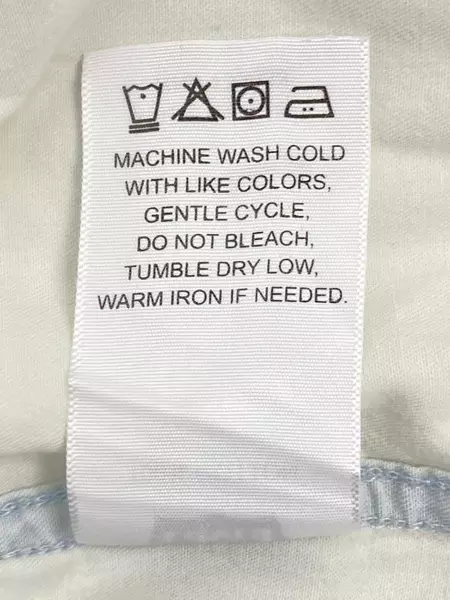 MACHINE WASH COLD
WITH LIKE COLORS,
GENTLE CYCLE,
DO NOT BLEACH,
TUMBLE DRY LOW,
WARM IRON IF NEEDED.